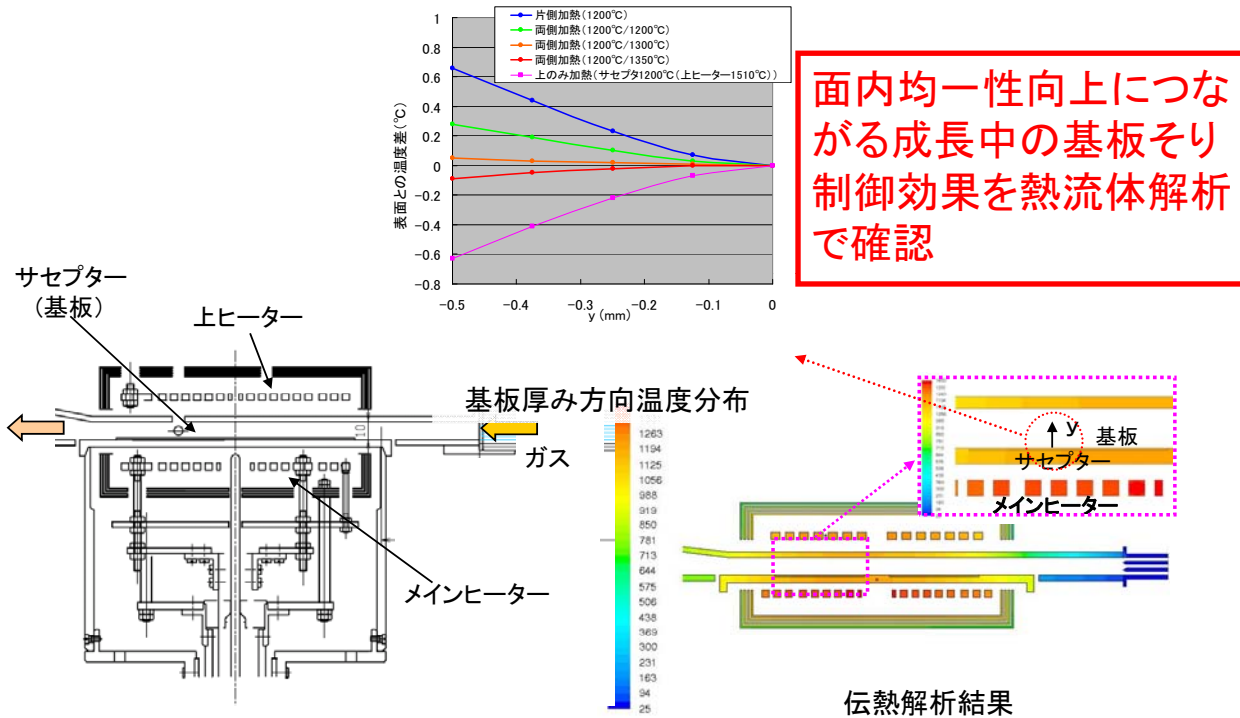 片側加熱(1200℃)
両側加熱(1200℃/1200℃)
両側加熱(1200℃/1300℃)
両側加熱(1200℃/1350℃)
上のみ加熱(サセプタ1200℃(上ヒーター1510℃))
1
0.8
0.6
0.4
0.2
0
−0.2
−0.4
−0.6
−0.8
表面との温度差(℃)
−0.5 −0.4 −0.3 −0.2 −0.1 0
y (mm)
面内均一性向上につな
がる成長中の基板そり
制御効果を熱流体解析
で確認
サセプター
(基板)
上ヒーター
10
基板厚み方向温度分布
ガス
メインヒーター
1263
1194
1125
1056
988
919
850
781
713
644
575
506
438
369
300
231
163
94
25
y
基板
サセプター
メインヒーター
伝熱解析結果